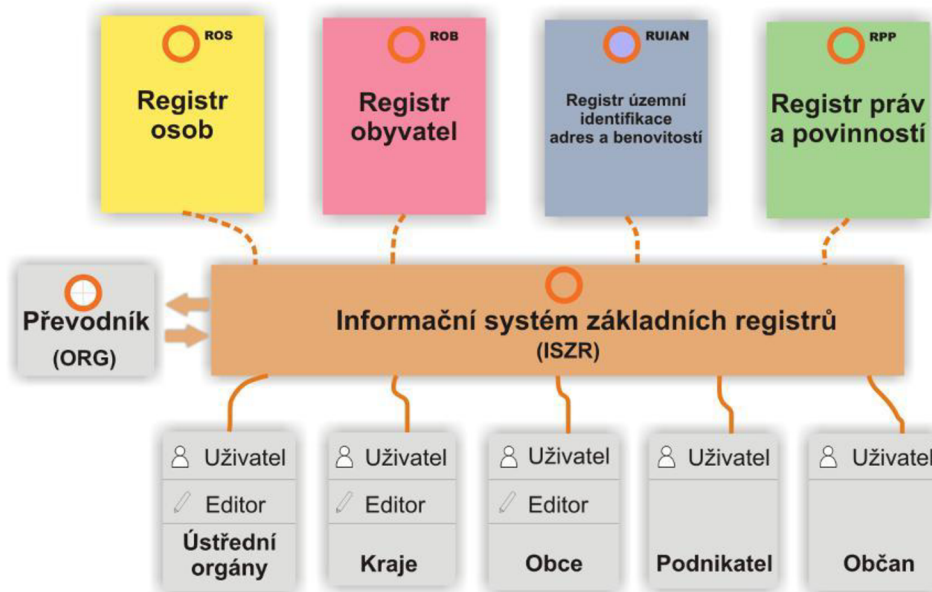 ROS
Registr
osob
ROB
Registr
obyvatel
RUIAN
Registr územní
identifikace
adres a benovitostí
RPP
Registr práv
a povinností
Převodník
(ORG)
Informační systém základních registrů
(ISZR)
Uživatel
Editor
Ústřední
orgány
Uživatel
Editor
Kraje
Uživatel
Editor
Obce
Uživatel
Podnikatel
Uživatel
Občan